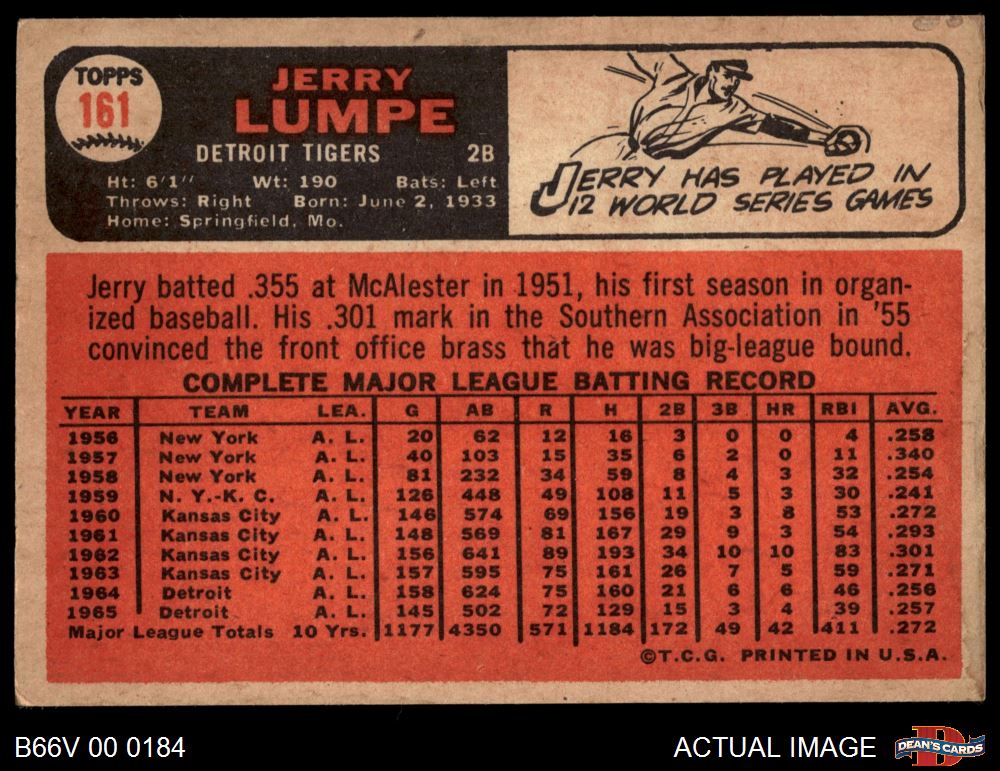 TOPPS
161
JERRY
LUMPE
DETROIT TIGERS 2B
Ht: 6'1" Wt: 190 Bats: Left
Throws: Right Born: June 2, 1933
Home: Springfield, Mo.
JERRY HAS PLAYED IN
12 WORLD SERIES GAMES
Jerry batted .355 at McAlester in 1951, his first season in organ-
ized baseball. His .301 mark in the Southern Association in '55
convinced the front office brass that he was big-league bound.
COMPLETE MAJOR LEAGUE BATTING RECORD
YEAR TEAM LEA. G AB R H 2B 3B HR RBI AVG.
1956 New York A. L. 20 62 12 16 3 0 0 4 .258
1957 New York A. L. 40 103 15 35 6 2 0 11 .340
1958 New York A. L. 81 232 34 59 8 4 3 32 .254
1959 N. Y.-K. C. A. L. 126 448 49 108 11 5 3 30 .241
1960 Kansas City A. L. 146 574 69 156 19 3 8 53 .272
1961 Kansas City A. L. 148 569 81 167 29 9 3 54 .293
1962 Kansas City A. L. 156 641 89 193 34 10 10 83 .301
1963 Kansas City A. L. 157 595 75 161 26 7 5 59 .271
1964 Detroit A. L. 158 624 75 160 21 6 6 46 .256
1965 Detroit A. L. 145 502 72 129 15 3 4 39 .257
Major League Totals 10 Yrs. 1177 4350 571 1184 172 49 42 411 .272
©T.C.G. PRINTED IN U.S.A.
B66V 00 0184 ACTUAL IMAGE DEAN'S CARDS